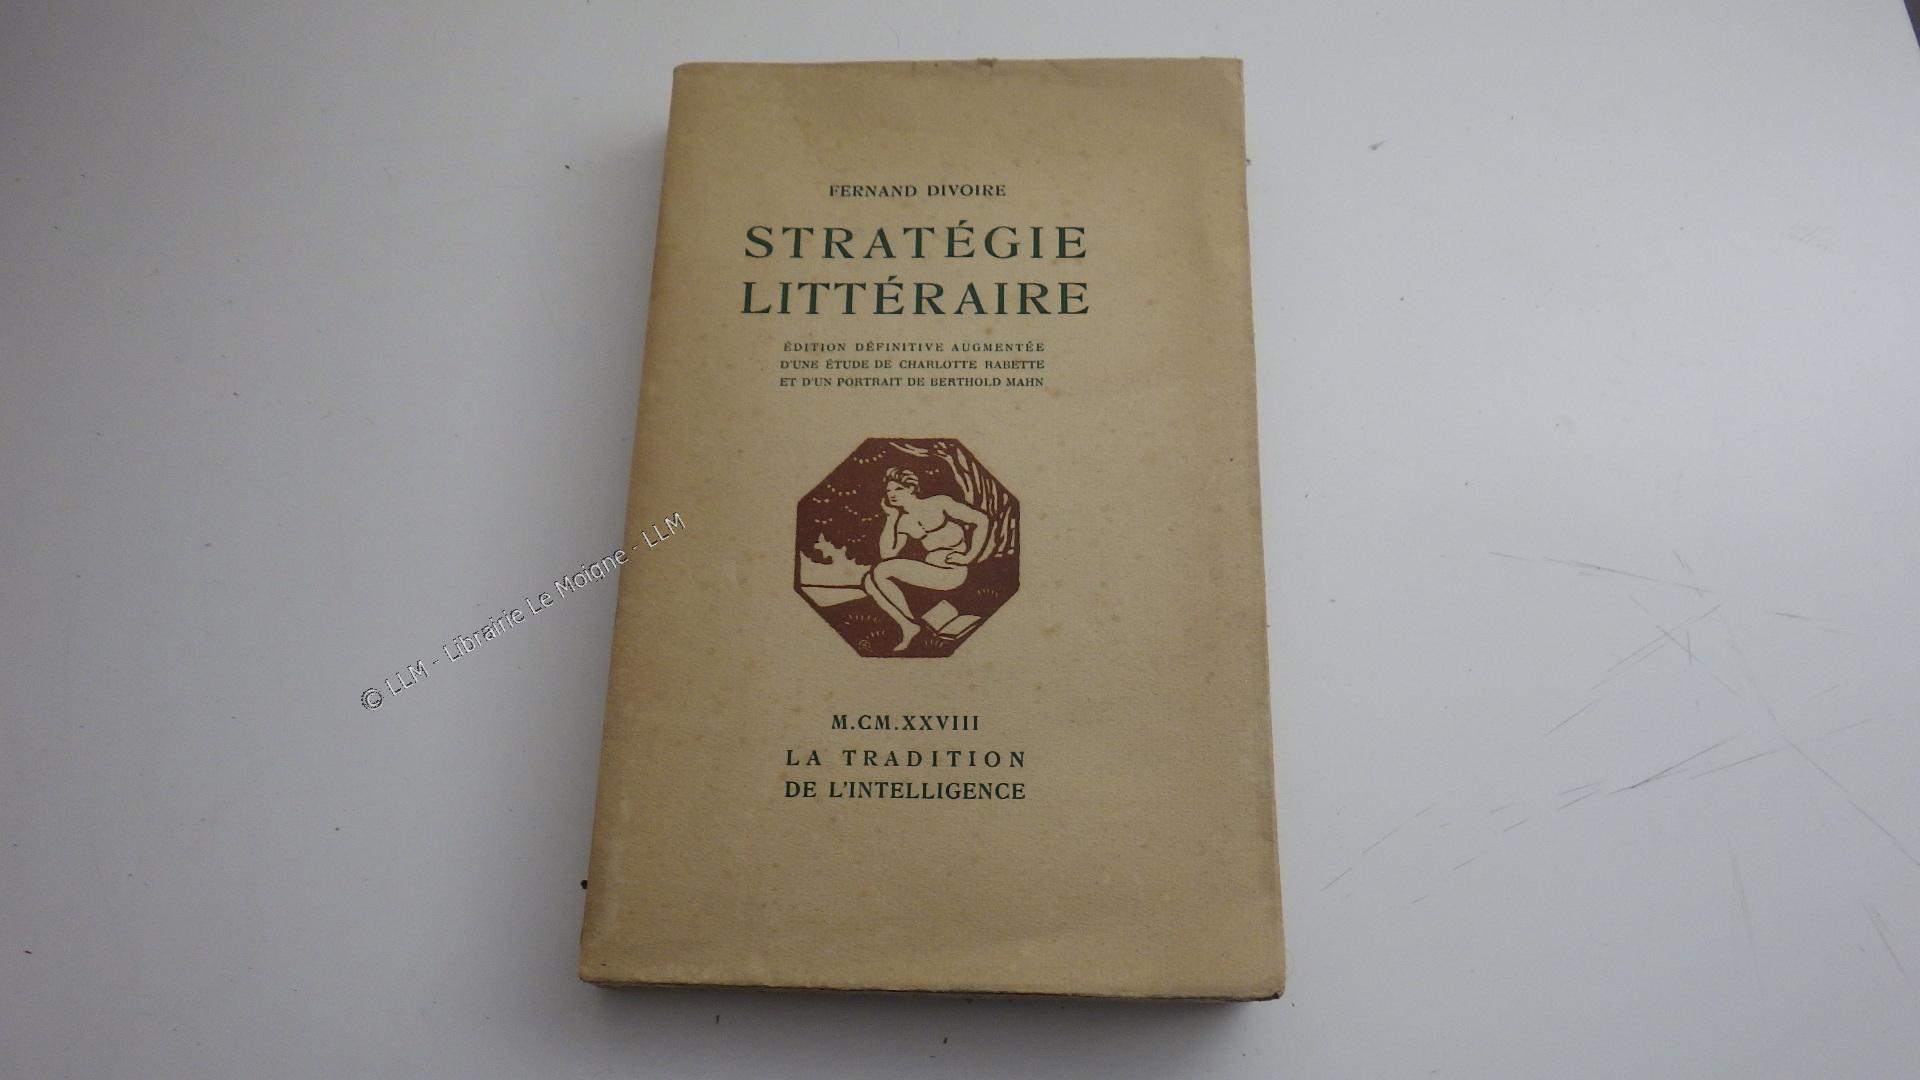 FERNAND DIVOIRE
STRATÉGIE
LITTÉRAIRE
ÉDITION DÉFINITIVE AUGMENTÉE
D'UNE ÉTUDE DE CHARLOTTE RABETTE
ET D'UN PORTRAIT DE BERTHOLD MAHN
© LLM - Librairie Le Moigne - LLM
M.CM.XXVIII
LA TRADITION
DE L'INTELLIGENCE